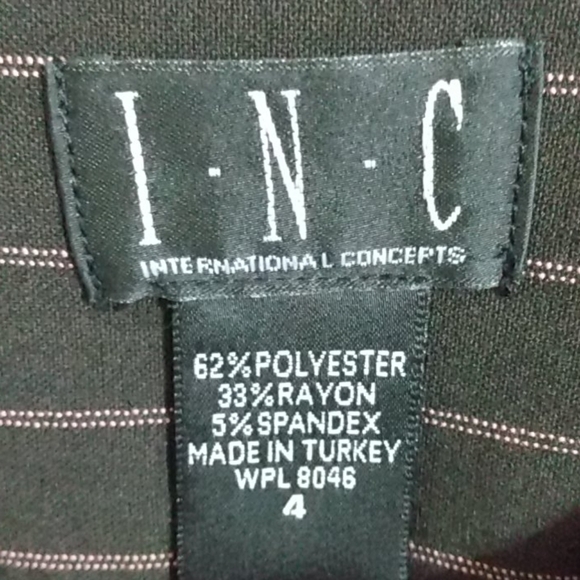 I·N·C
INTERNATIONAL CONCEPTS
62%POLYESTER
33%RAYON
5%SPANDEX
MADE IN TURKEY
WPL 8046
4